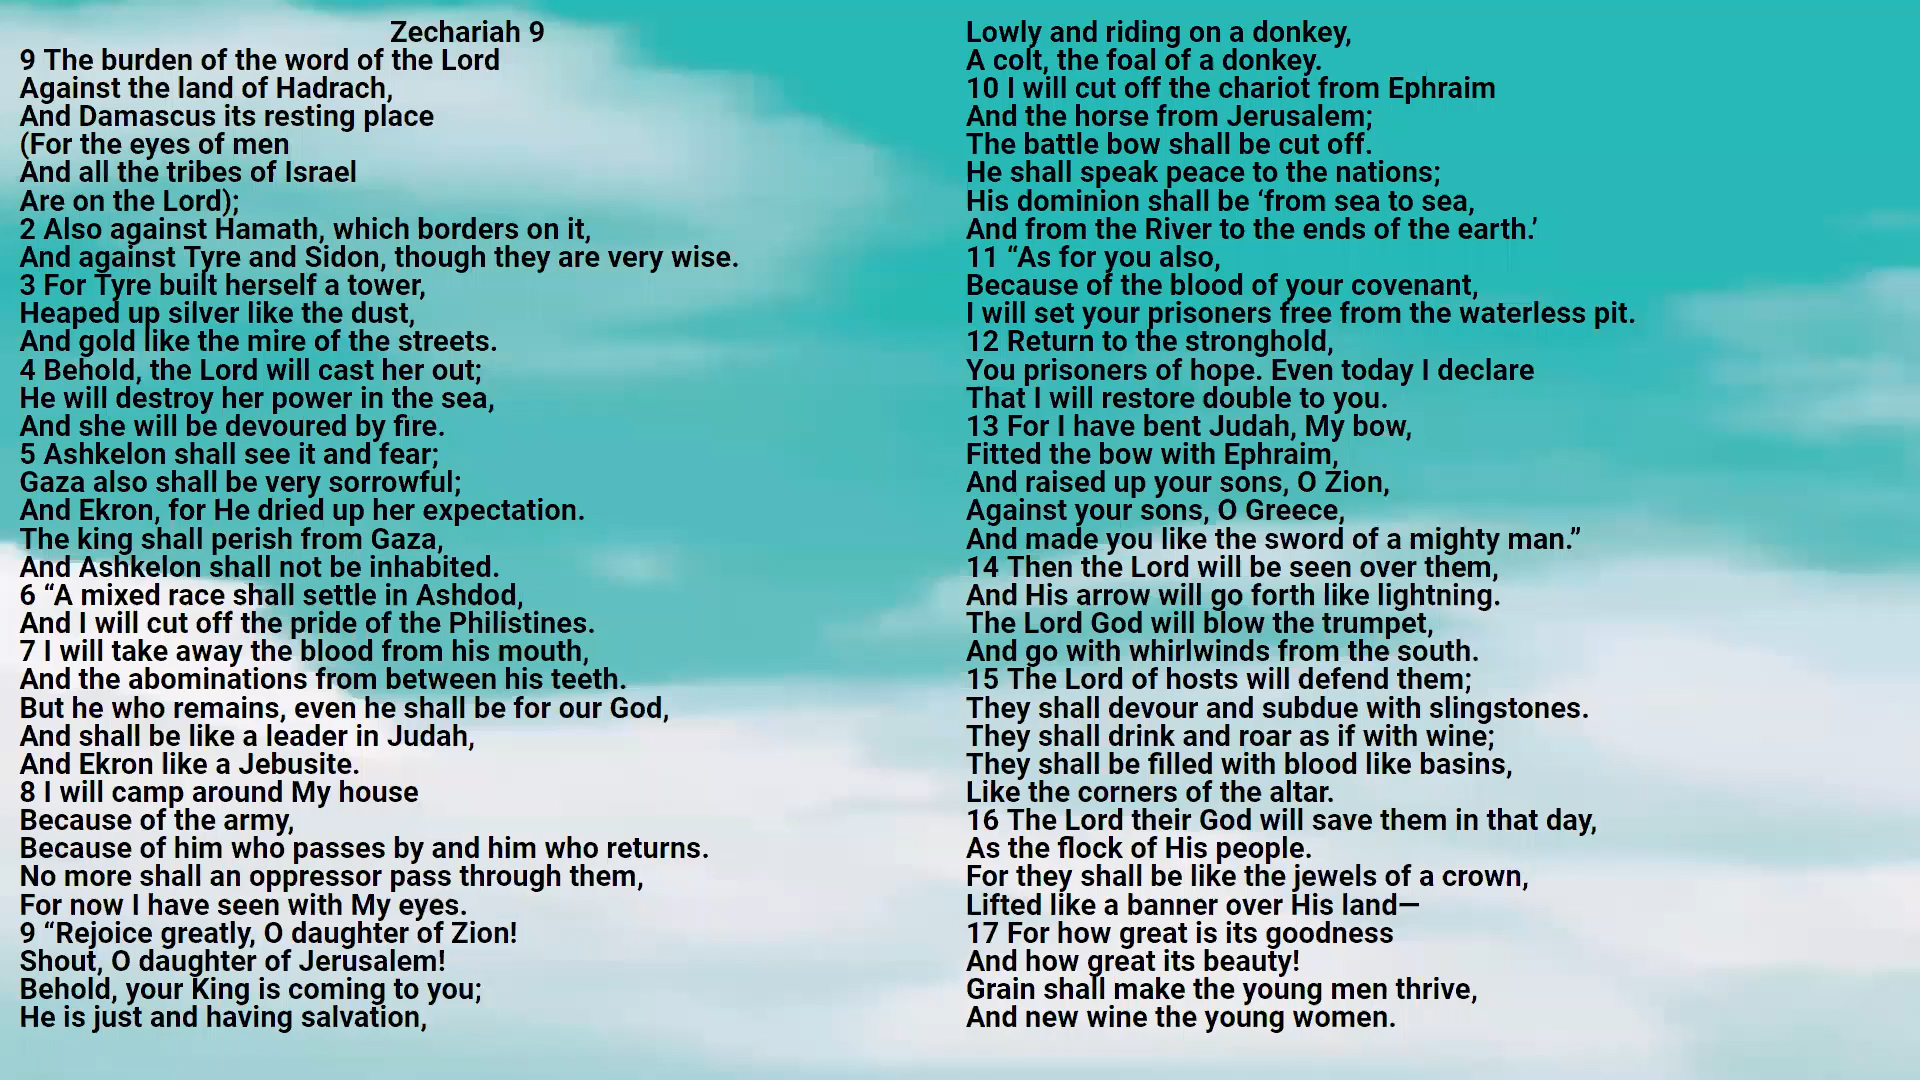 Zechariah 9
9 The burden of the word of the Lord
Against the land of Hadrach,
And Damascus its resting place
(For the eyes of men
And all the tribes of Israel
Are on the Lord);
2 Also against Hamath, which borders on it,
And against Tyre and Sidon, though they are very wise.
3 For Tyre built herself a tower,
Heaped up silver like the dust,
And gold like the mire of the streets.
4 Behold, the Lord will cast her out;
He will destroy her power in the sea,
And she will be devoured by fire.
5 Ashkelon shall see it and fear;
Gaza also shall be very sorrowful;
And Ekron, for He dried up her expectation.
The king shall perish from Gaza,
And Ashkelon shall not be inhabited.
6 “A mixed race shall settle in Ashdod,
And I will cut off the pride of the Philistines.
7 I will take away the blood from his mouth,
And the abominations from between his teeth.
But he who remains, even he shall be for our God,
And shall be like a leader in Judah,
And Ekron like a Jebusite.
8 I will camp around My house
Because of the army,
Because of him who passes by and him who returns.
No more shall an oppressor pass through them,
For now I have seen with My eyes.
9 “Rejoice greatly, O daughter of Zion!
Shout, O daughter of Jerusalem!
Behold, your King is coming to you;
He is just and having salvation,
Lowly and riding on a donkey,
A colt, the foal of a donkey.
10 I will cut off the chariot from Ephraim
And the horse from Jerusalem;
The battle bow shall be cut off.
He shall speak peace to the nations;
His dominion shall be ‘from sea to sea,
And from the River to the ends of the earth.’
11 “As for you also,
Because of the blood of your covenant,
I will set your prisoners free from the waterless pit.
12 Return to the stronghold,
You prisoners of hope. Even today I declare
That I will restore double to you.
13 For I have bent Judah, My bow,
Fitted the bow with Ephraim,
And raised up your sons, O Zion,
Against your sons, O Greece,
And made you like the sword of a mighty man.”
14 Then the Lord will be seen over them,
And His arrow will go forth like lightning.
The Lord God will blow the trumpet,
And go with whirlwinds from the south.
15 The Lord of hosts will defend them;
They shall devour and subdue with slingstones.
They shall drink and roar as if with wine;
They shall be filled with blood like basins,
Like the corners of the altar.
16 The Lord their God will save them in that day,
As the flock of His people.
For they shall be like the jewels of a crown,
Lifted like a banner over His land—
17 For how great is its goodness
And how great its beauty!
Grain shall make the young men thrive,
And new wine the young women.